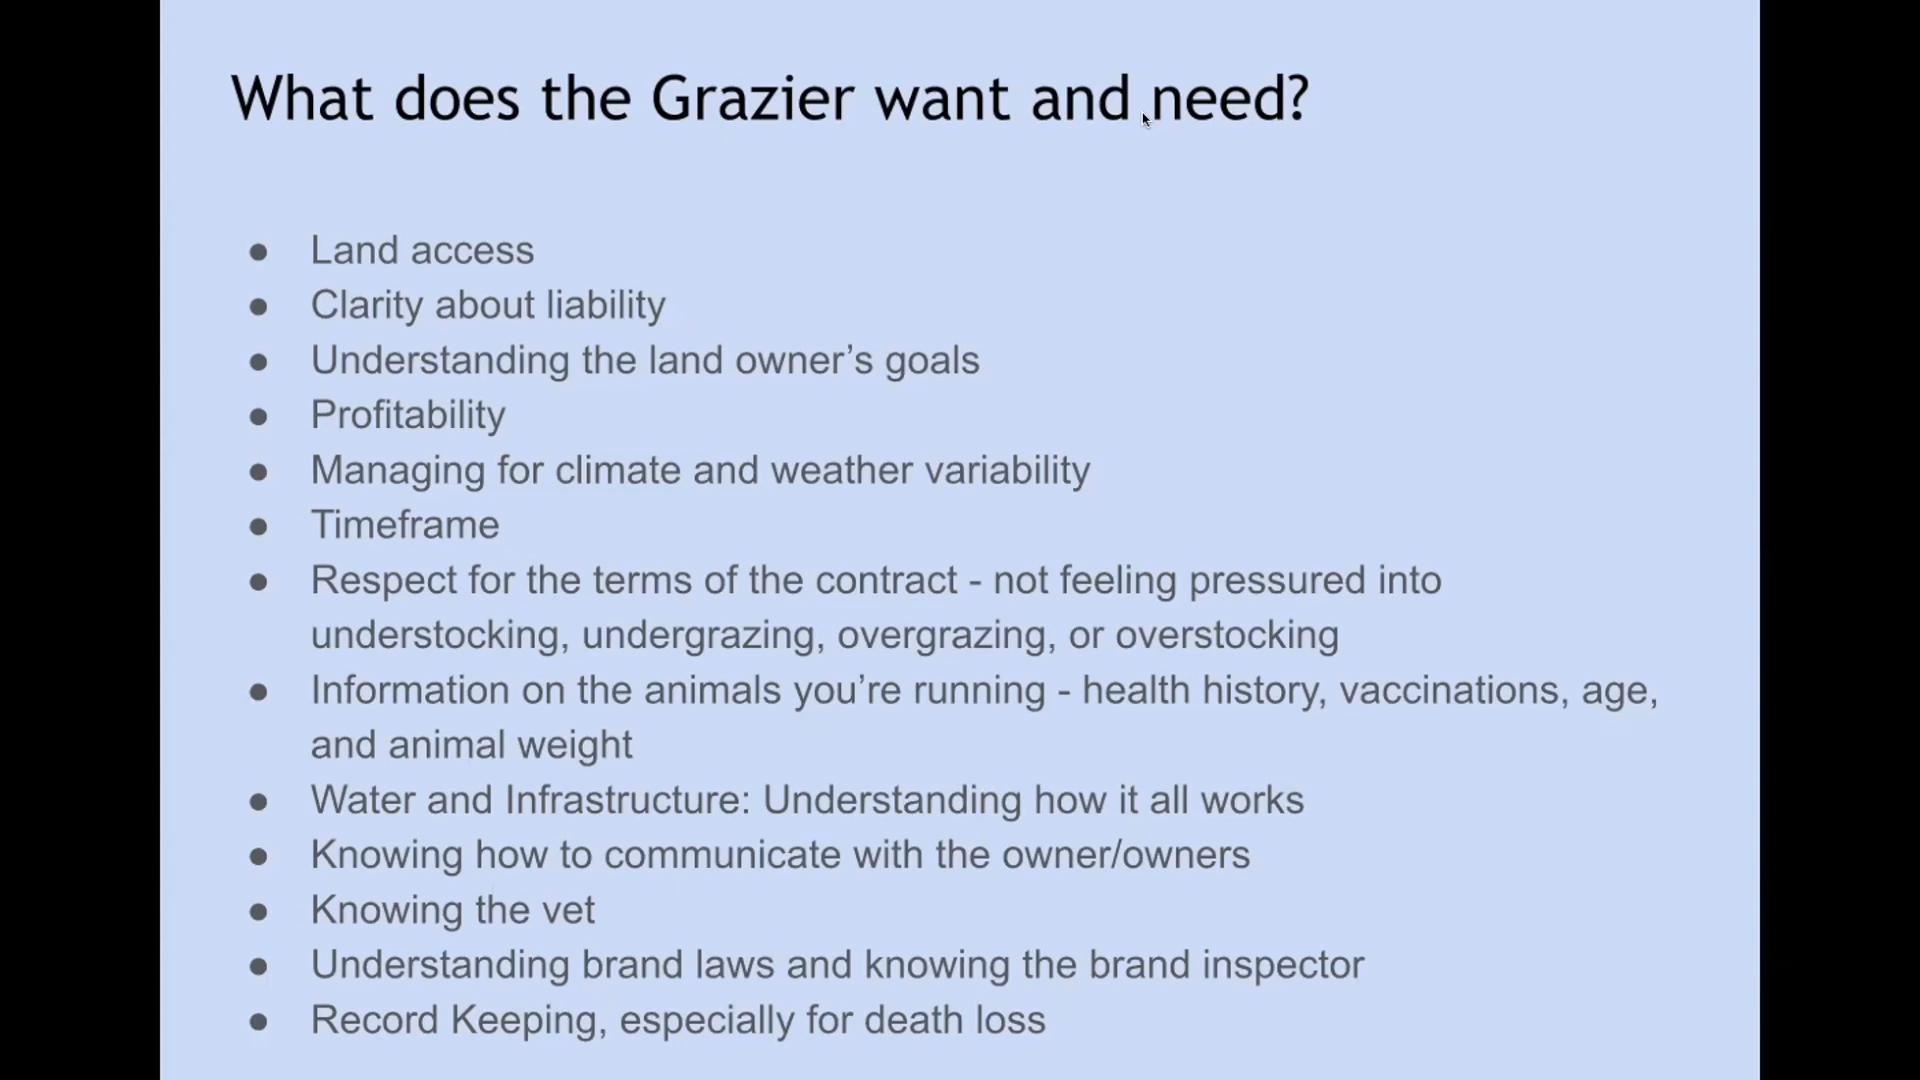 What does the Grazier want and need?
● Land access
● Clarity about liability
● Understanding the land owner’s goals
● Profitability
● Managing for climate and weather variability
● Timeframe
● Respect for the terms of the contract - not feeling pressured into
understocking, undergrazing, overgrazing, or overstocking
● Information on the animals you’re running - health history, vaccinations, age,
and animal weight
● Water and Infrastructure: Understanding how it all works
● Knowing how to communicate with the owner/owners
● Knowing the vet
● Understanding brand laws and knowing the brand inspector
● Record Keeping, especially for death loss